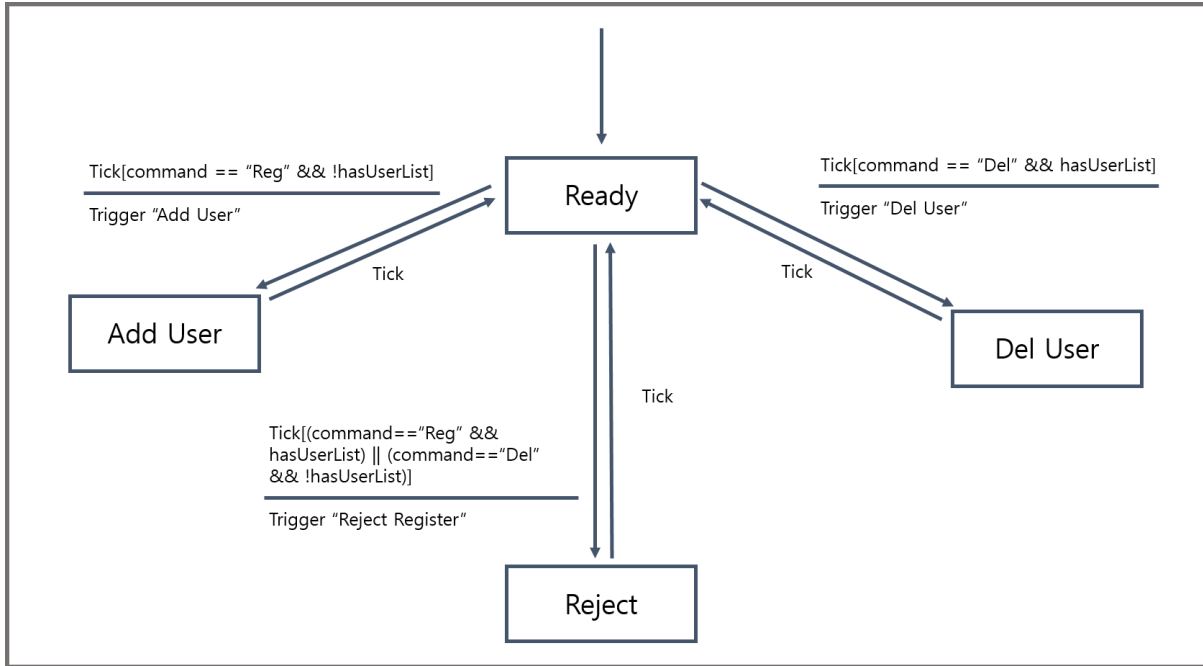 Tick[command == “Reg” && !hasUserList]
Trigger “Add User”
Ready
Tick[command == “Del” && hasUserList]
Trigger “Del User”
Tick
Tick
Add User
Del User
Tick
Tick[(command==“Reg” &&
hasUserList) || (command==“Del”
&& !hasUserList)]
Trigger “Reject Register”
Reject